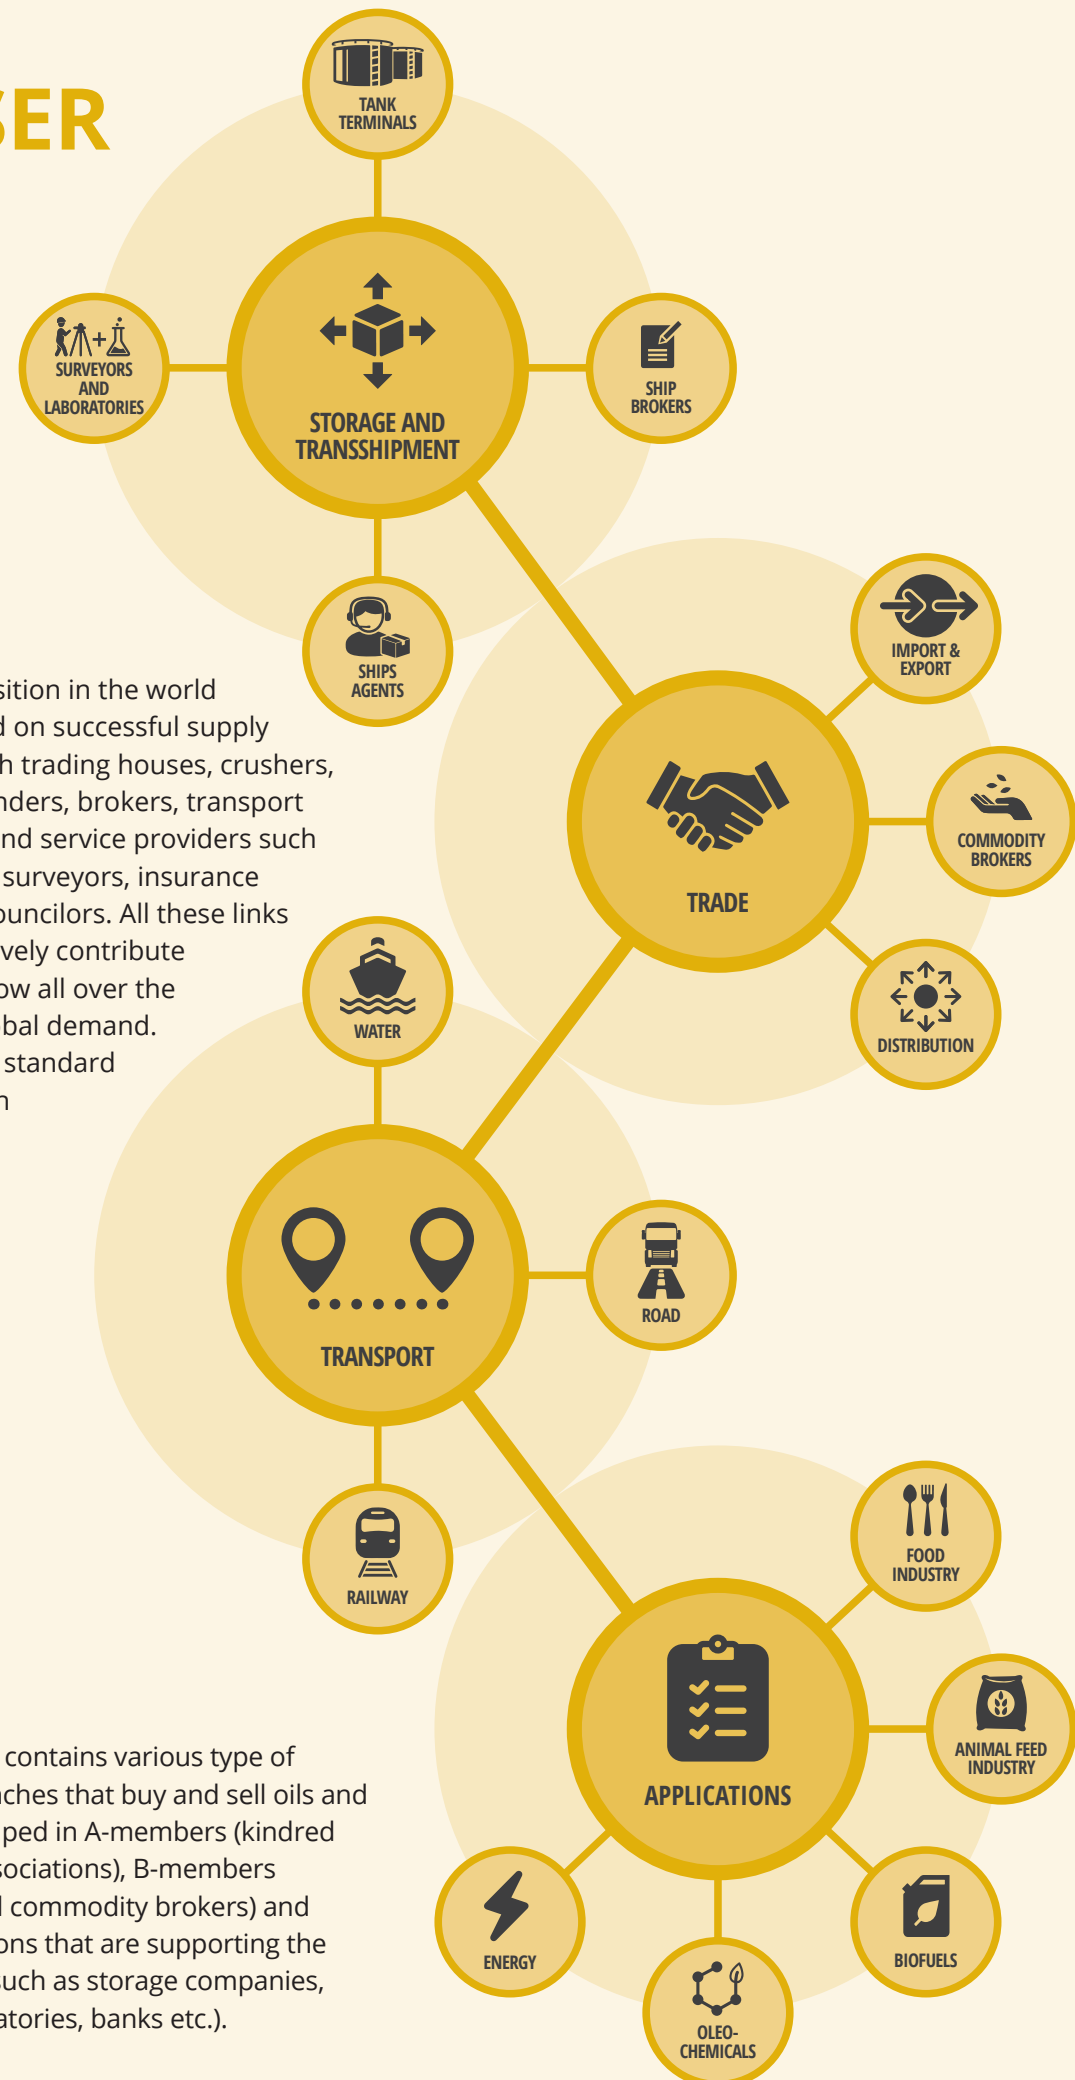 SER
TANK
TERMINALS
SURVEYORS
AND
LABORATORIES
STORAGE AND
TRANSSHIPMENT
SHIP
BROKERS
SHIPS
AGENTS
sition in the world
d on successful supply
h trading houses, crushers,
nders, brokers, transport
nd service providers such
surveyors, insurance
ouncilors. All these links
ively contribute
ow all over the
obal demand.
standard
n
IMPORT &
EXPORT
TRADE
COMMODITY
BROKERS
DISTRIBUTION
WATER
TRANSPORT
ROAD
RAILWAY
contains various type of
nches that buy and sell oils and
uped in A-members (kindred
sociations), B-members
d commodity brokers) and
ons that are supporting the
such as storage companies,
atories, banks etc.).
FOOD
INDUSTRY
APPLICATIONS
ANIMAL FEED
INDUSTRY
ENERGY
OLEO-
CHEMICALS
BIOFUELS